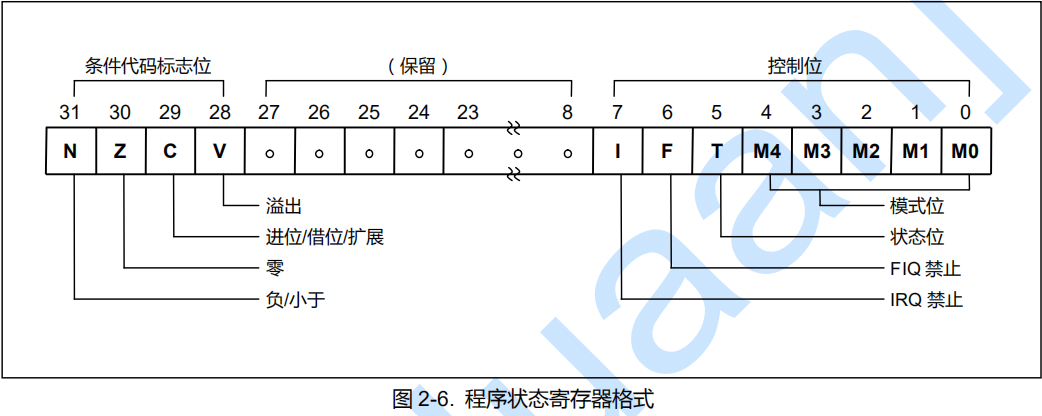 条件代码标志位 （保留） 控制位
31 30 29 28 27 26 25 24 23 8 7 6 5 4 3 2 1 0
N Z C V I F T M4 M3 M2 M1 M0
溢出 模式位
进位/借位/扩展 状态位
零 FIQ 禁止
负/小于 IRQ 禁止
图 2-6. 程序状态寄存器格式